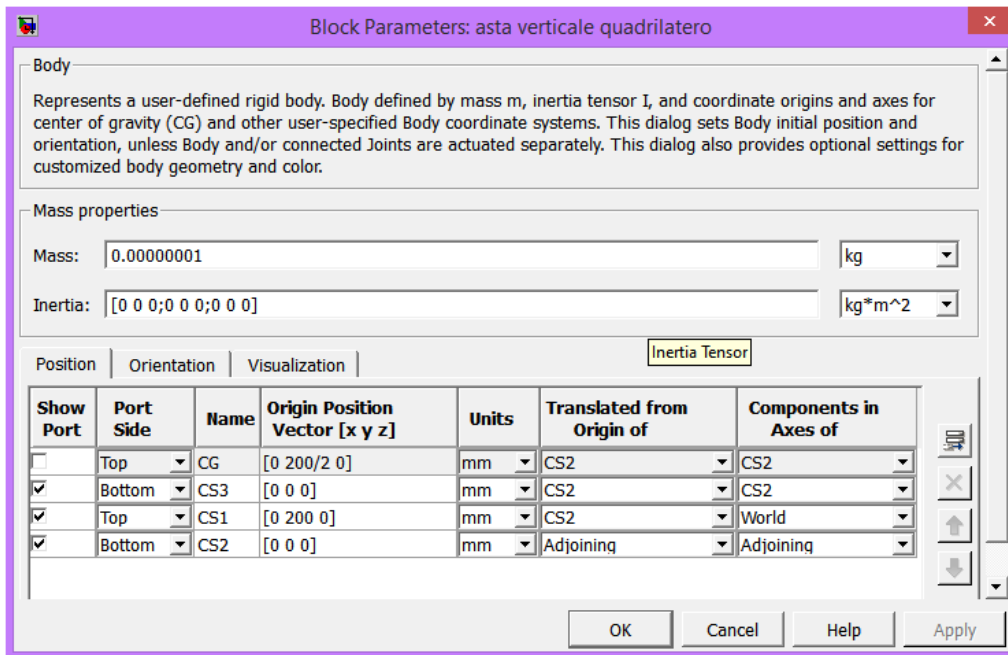 Block Parameters: asta verticale quadrilatero
Body
Represents a user-defined rigid body. Body defined by mass m, inertia tensor I, and coordinate origins and axes for
center of gravity (CG) and other user-specified Body coordinate systems. This dialog sets Body initial position and
orientation, unless Body and/or connected Joints are actuated separately. This dialog also provides optional settings for
customized body geometry and color.
Mass properties
Mass: 0.00000001 kg
Inertia: [0 0 0;0 0 0;0 0 0] kg*m^2
Inertia Tensor
Position Orientation Visualization
Show Port Port Side Name Origin Position Vector [x y z] Units Translated from Origin of Components in Axes of
Top CG [0 200/2 0] mm CS2 CS2
Bottom CS3 [0 0 0] mm CS2 CS2
Top CS1 [0 200 0] mm CS2 World
Bottom CS2 [0 0 0] mm Adjoining Adjoining
OK Cancel Help Apply